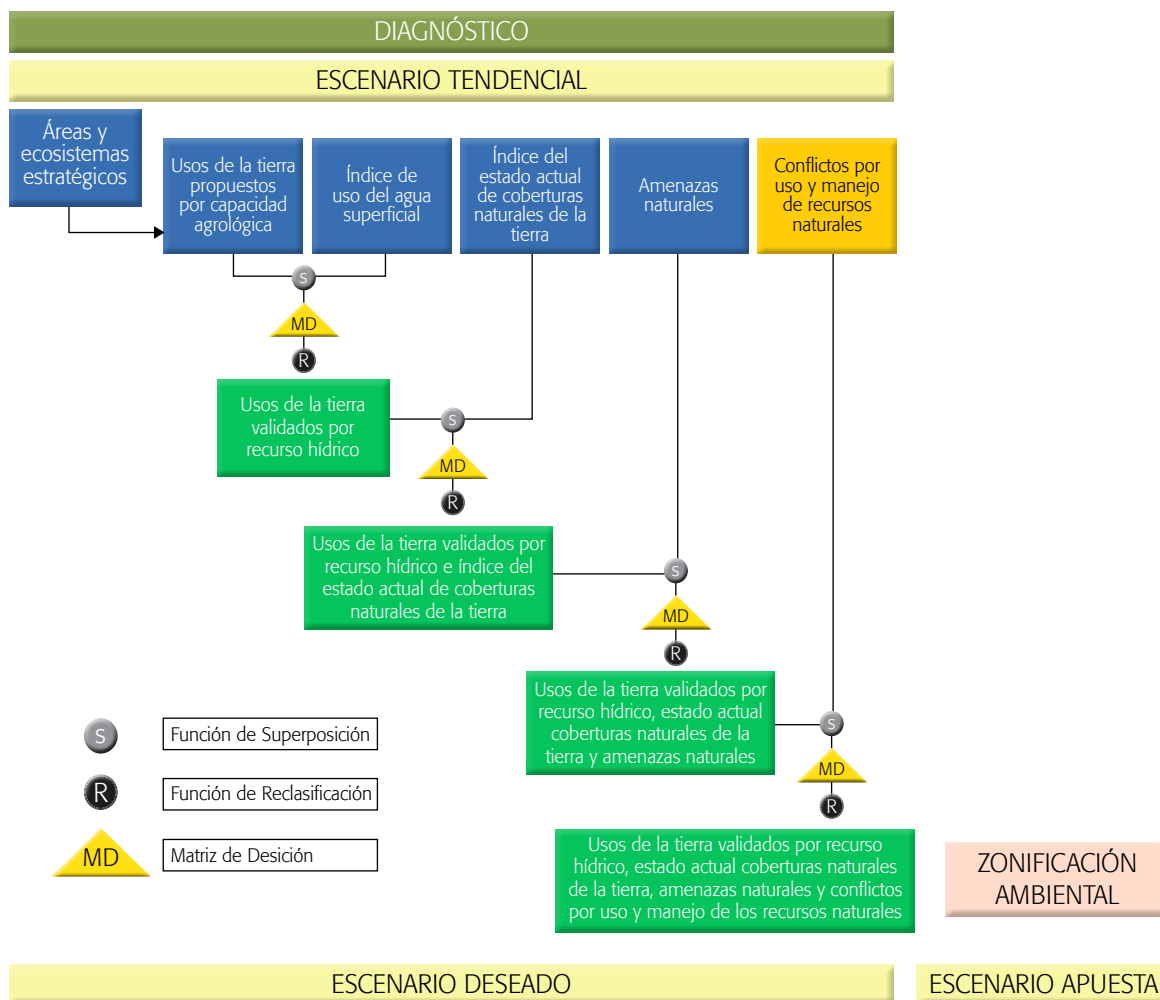 DIAGNÓSTICO
ESCENARIO TENDENCIAL
Áreas y
ecosistemas
estratégicos
Usos de la tierra
propuestos
por capacidad
agrológica
Índice de
uso del agua
superficial
Índice del
estado actual
de coberturas
naturales de la
tierra
Amenazas
naturales
Conflictos por
uso y manejo
de recursos
naturales
S
MD
R
Usos de la tierra
validados por
recurso hídrico
S
MD
R
Usos de la tierra validados por
recurso hídrico e índice del
estado actual de coberturas
naturales de la tierra
S
MD
R
Usos de la tierra validados por
recurso hídrico, estado actual
coberturas naturales de la
tierra y amenazas naturales
S
MD
R
Usos de la tierra validados por recurso
hídrico, estado actual coberturas naturales
de la tierra, amenazas naturales y conflictos
por uso y manejo de los recursos naturales
S
Función de Superposición
R
Función de Reclasificación
MD
Matriz de Desición
ZONIFICACIÓN
AMBIENTAL
ESCENARIO DESEADO
ESCENARIO APUESTA